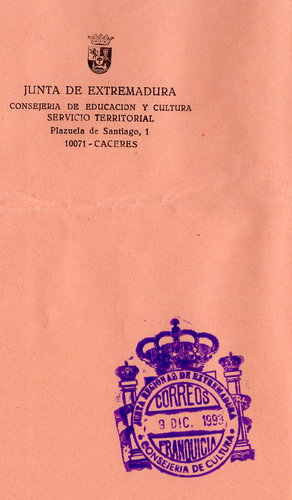 JUNTA DE EXTREMADURA
CONSEJERIA DE EDUCACION Y CULTURA
SERVICIO TERRITORIAL
Plazuela de Santiago, 1
10071 - CACERES
JUNTA REGIONAL DE EXTREMADURA
CORREOS
9 DIC. 1993
FRANQUICIA
CONSEJERIA DE CULTURA